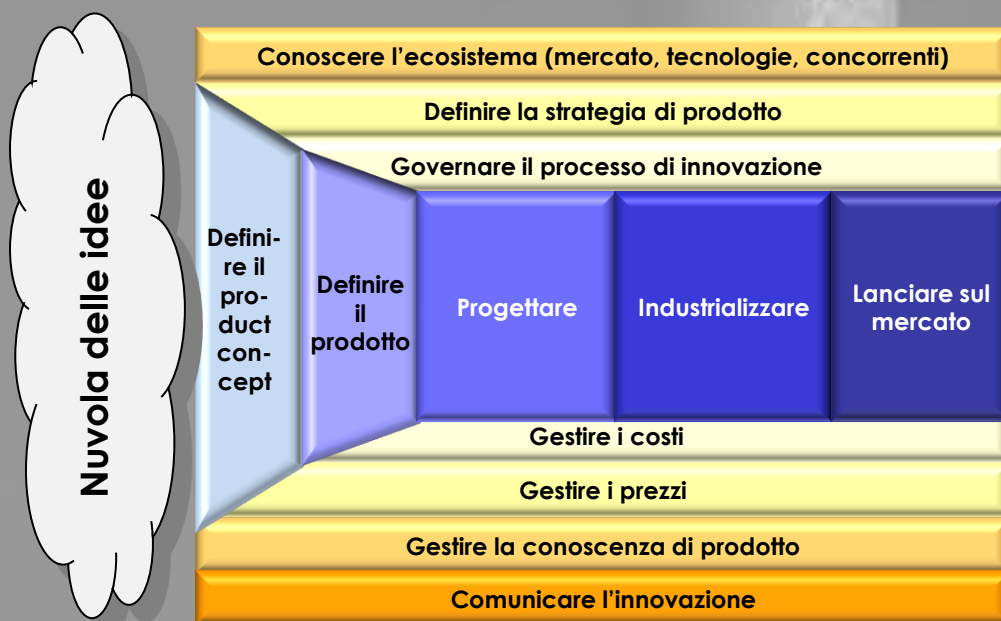 Nuvola delle idee
Conoscere l’ecosistema (mercato, tecnologie, concorrenti)
Definire la strategia di prodotto
Governare il processo di innovazione
Defini-
re il
pro-
duct
con-
cept
Definire
il
prodotto
Progettare
Industrializzare
Lanciare sul
mercato
Gestire i costi
Gestire i prezzi
Gestire la conoscenza di prodotto
Comunicare l’innovazione